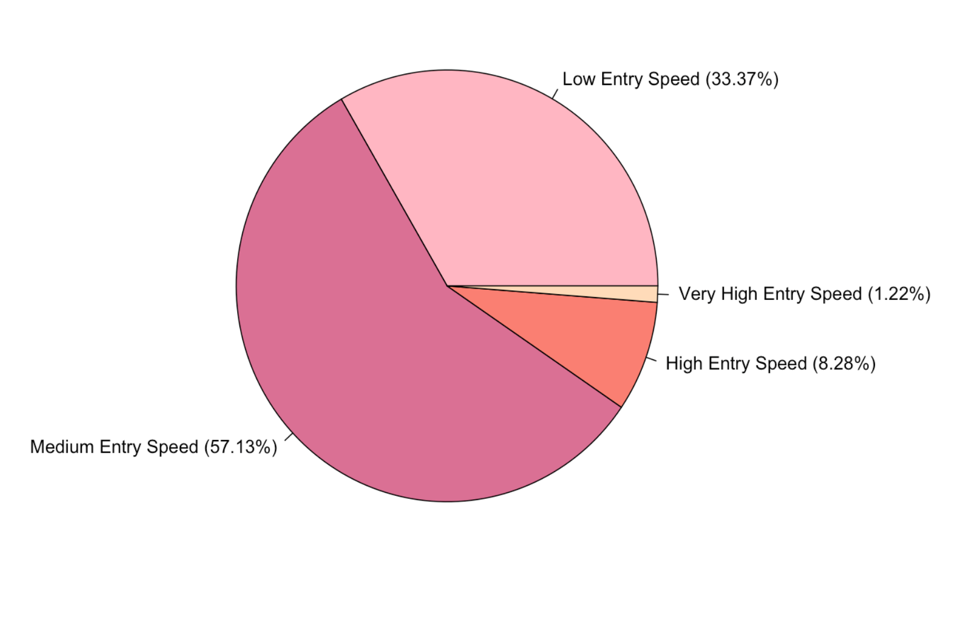 Low Entry Speed (33.37%)
Very High Entry Speed (1.22%)
High Entry Speed (8.28%)
Medium Entry Speed (57.13%)